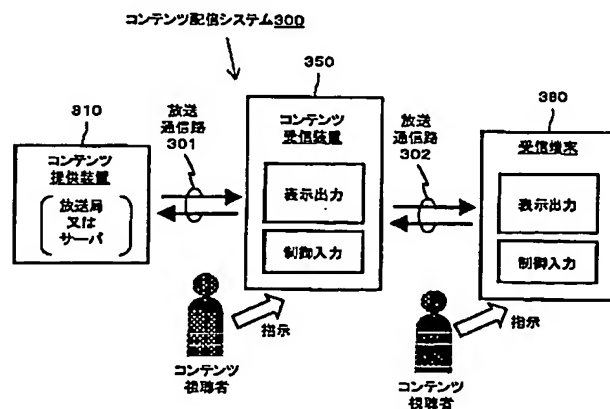 コンテンツ配信システム300
310
コンテンツ
提供装置
放送局
又は
サーバ
放送
通信路
301
350
コンテンツ
受信装置
表示出力
制御入力
放送
通信路
302
380
受信端末
表示出力
制御入力
指示
コンテンツ
視聴者
指示
コンテンツ
視聴者